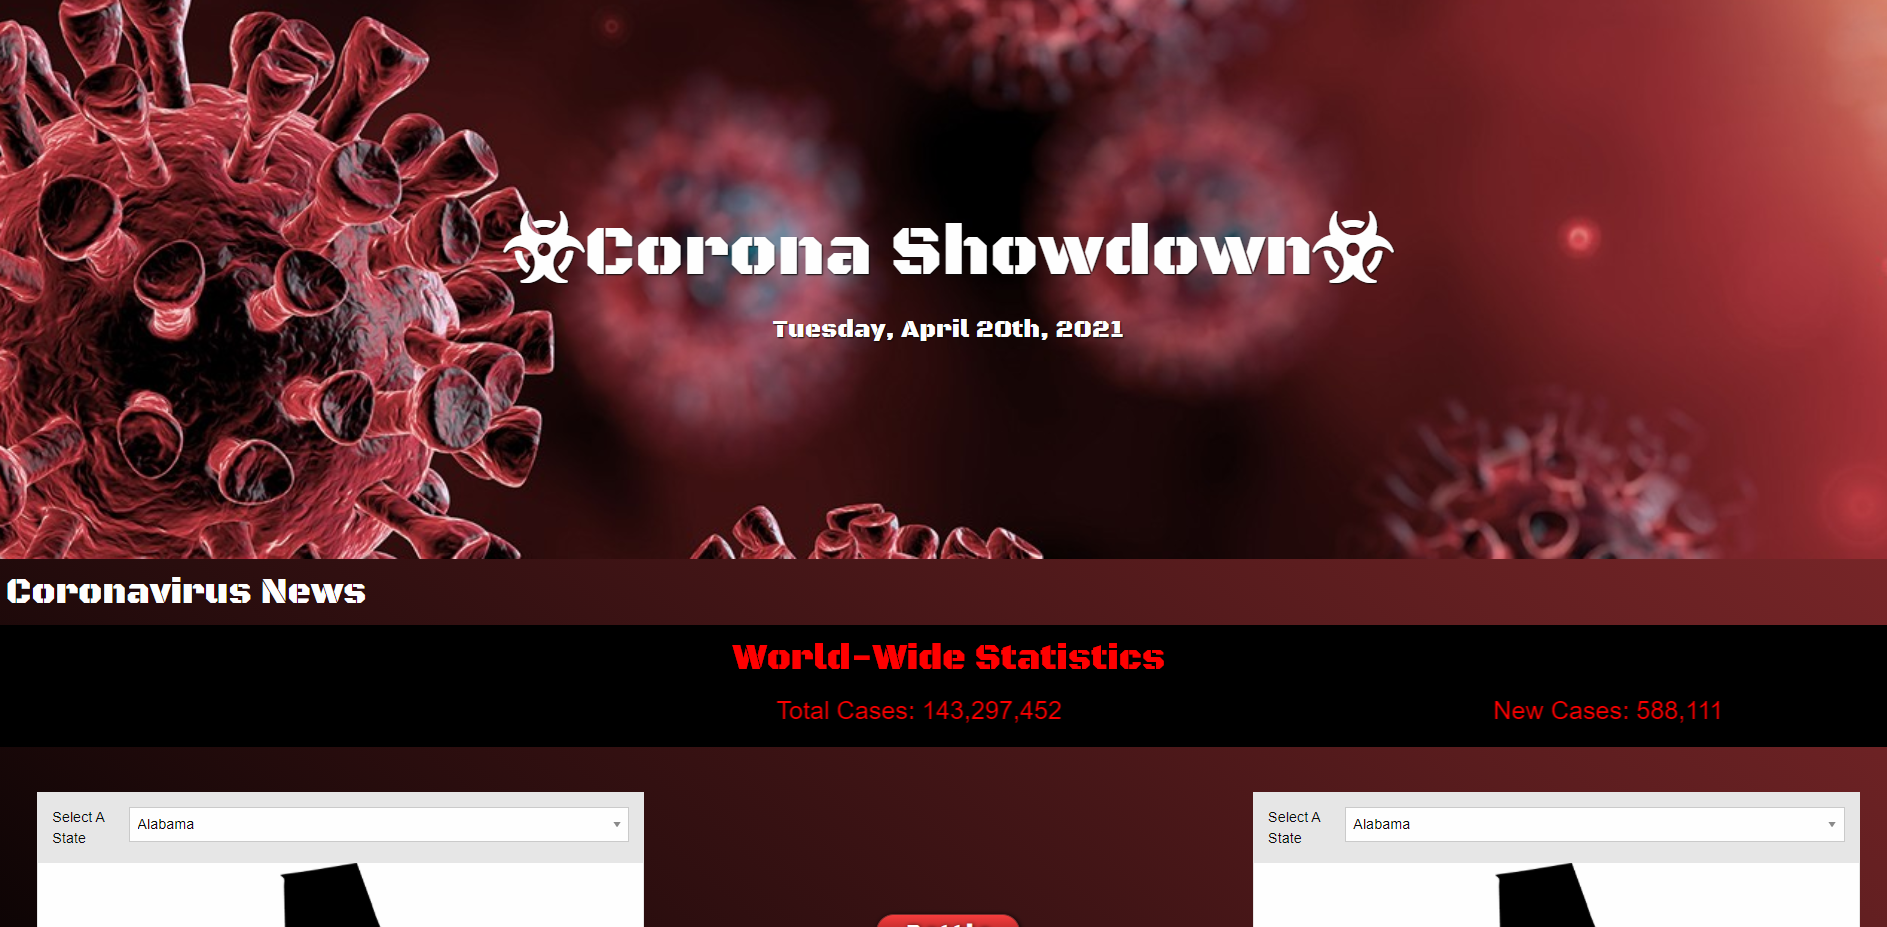 ☣Corona Showdown☣
Tuesday, April 20th, 2021
Coronavirus News
World-Wide Statistics
Total Cases: 143,297,452
New Cases: 588,111
Select A
State
Alabama
Select A
State
Alabama